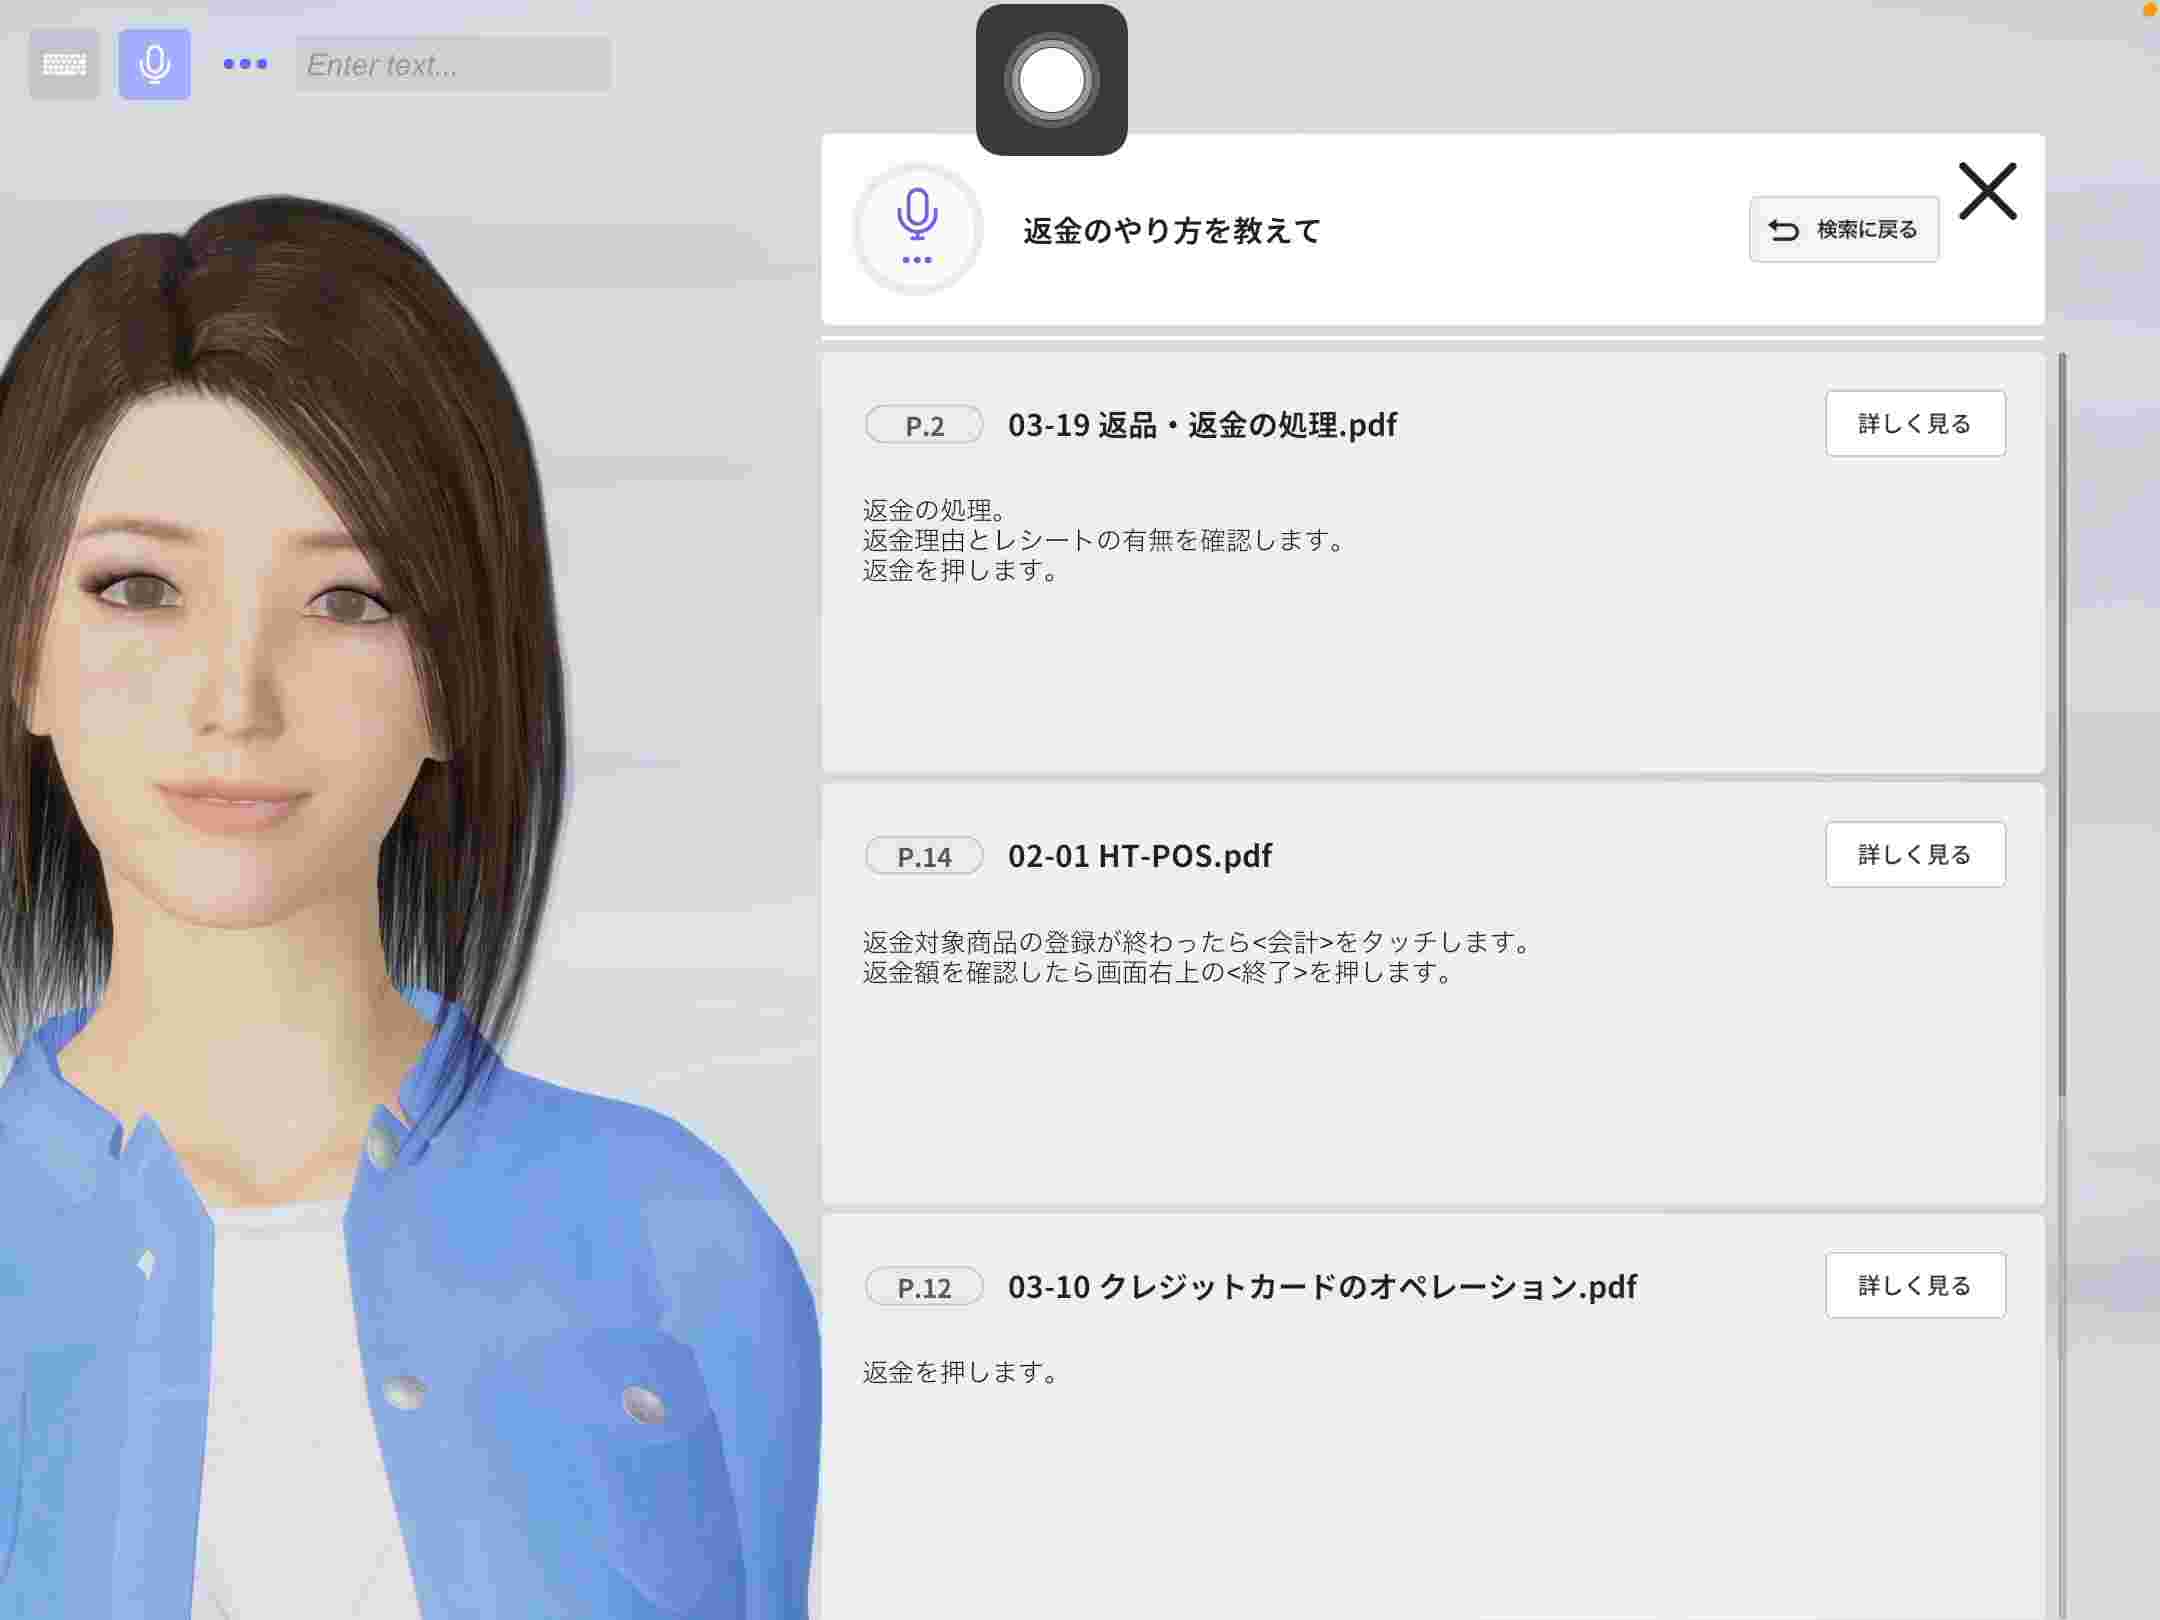 Enter text...
返金のやり方を教えて
検索に戻る
P.2 03-19 返品・返金の処理.pdf 詳しく見る
返金の処理。
返金理由とレシートの有無を確認します。
返金を押します。
P.14 02-01 HT-POS.pdf 詳しく見る
返金対象商品の登録が終わったら<会計>をタッチします。
返金額を確認したら画面右上の<終了>を押します。
P.12 03-10 クレジットカードのオペレーション.pdf 詳しく見る
返金を押します。